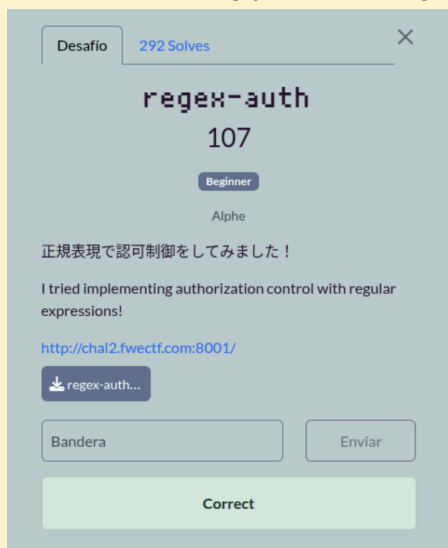 Desafío
292 Solves
regex-auth
107
Beginner
Alphe
正規表現で認可制御をしてみました！
I tried implementing authorization control with regular
expressions!
http://chal2.fwectf.com:8001/
regex-auth...
Bandera
Enviar
Correct